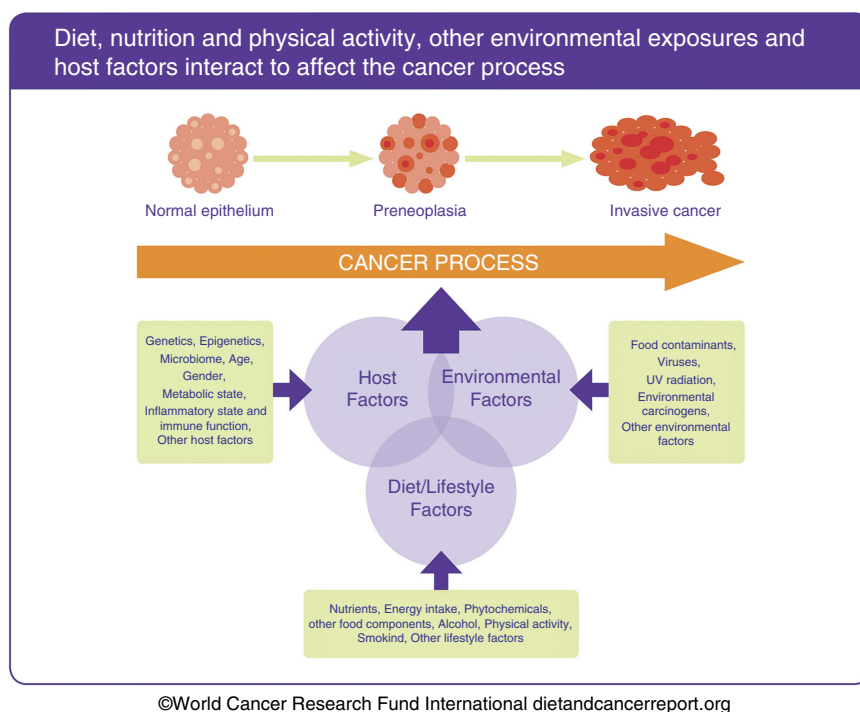 Diet, nutrition and physical activity, other environmental exposures and
host factors interact to affect the cancer process
Normal epithelium
Preneoplasia
Invasive cancer
CANCER PROCESS
Genetics, Epigenetics,
Microbiome, Age,
Gender,
Metabolic state,
Inflammatory state and
immune function,
Other host factors
Host
Factors
Environmental
Factors
Food contaminants,
Viruses,
UV radiation,
Environmental
carcinogens,
Other environmental
factors
Diet/Lifestyle
Factors
Nutrients, Energy intake, Phytochemicals,
other food components, Alcohol, Physical activity,
Smokind, Other lifestyle factors
©World Cancer Research Fund International dietandcancerreport.org